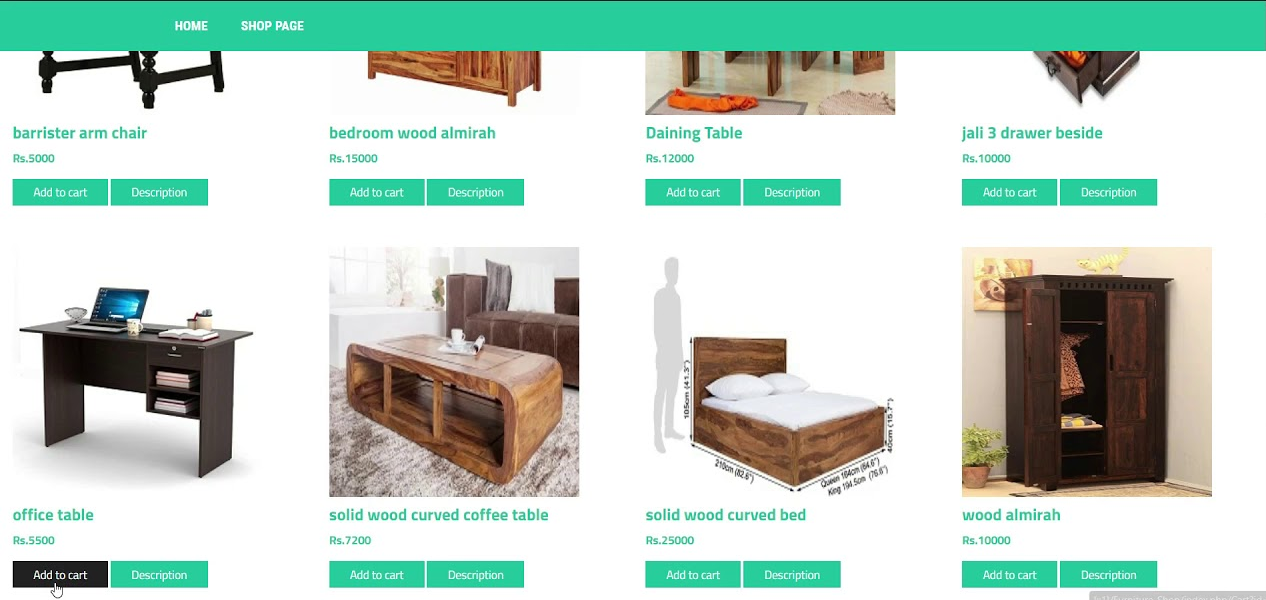 HOME SHOP PAGE
barrister arm chair
Rs.5000
Add to cart Description
bedroom wood almirah
Rs.15000
Add to cart Description
Daining Table
Rs.12000
Add to cart Description
jali 3 drawer beside
Rs.10000
Add to cart Description
office table
Rs.5500
Add to cart Description
solid wood curved coffee table
Rs.7200
Add to cart Description
105cm (41.3")
210cm (82.6")
Queen 164cm (64.6")
King 194.5cm (76.6")
40cm (15.7")
solid wood curved bed
Rs.25000
Add to cart Description
wood almirah
Rs.10000
Add to cart Description